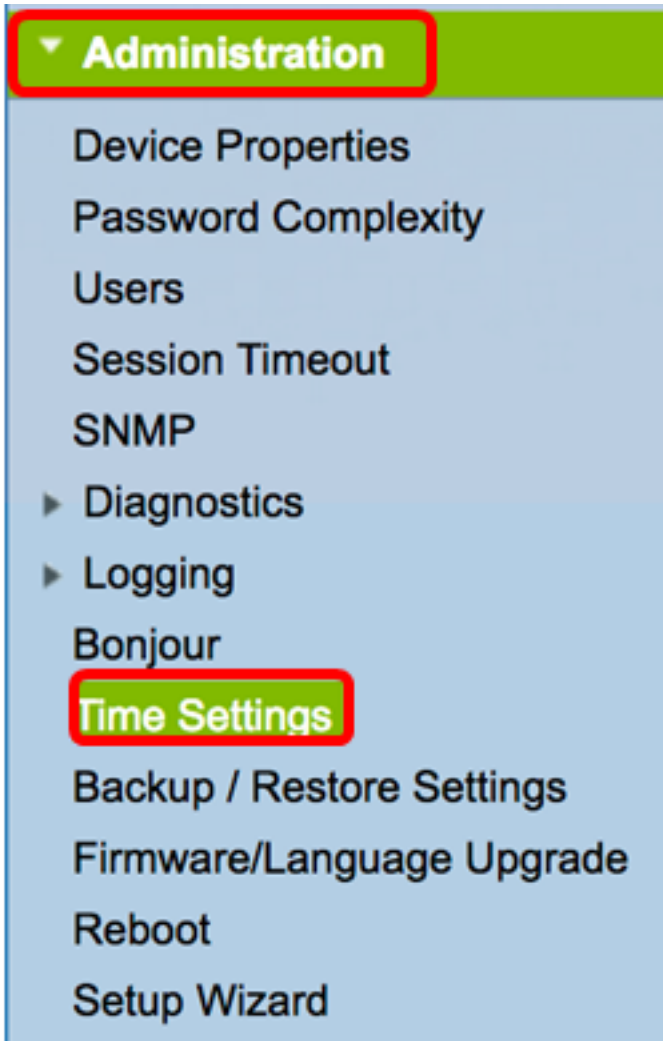 Administration
Device Properties
Password Complexity
Users
Session Timeout
SNMP
Diagnostics
Logging
Bonjour
Time Settings
Backup / Restore Settings
Firmware/Language Upgrade
Reboot
Setup Wizard